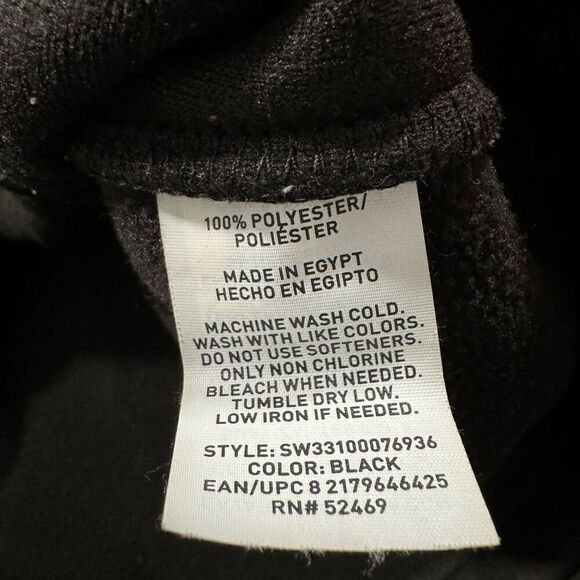 100% POLYESTER/
POLIÉSTER
MADE IN EGYPT
HECHO EN EGIPTO
MACHINE WASH COLD.
WASH WITH LIKE COLORS.
DO NOT USE SOFTENERS.
ONLY NON CHLORINE
BLEACH WHEN NEEDED.
TUMBLE DRY LOW.
LOW IRON IF NEEDED.
STYLE: SW33100076936
COLOR: BLACK
EAN/UPC 8 2179646425
RN# 52469